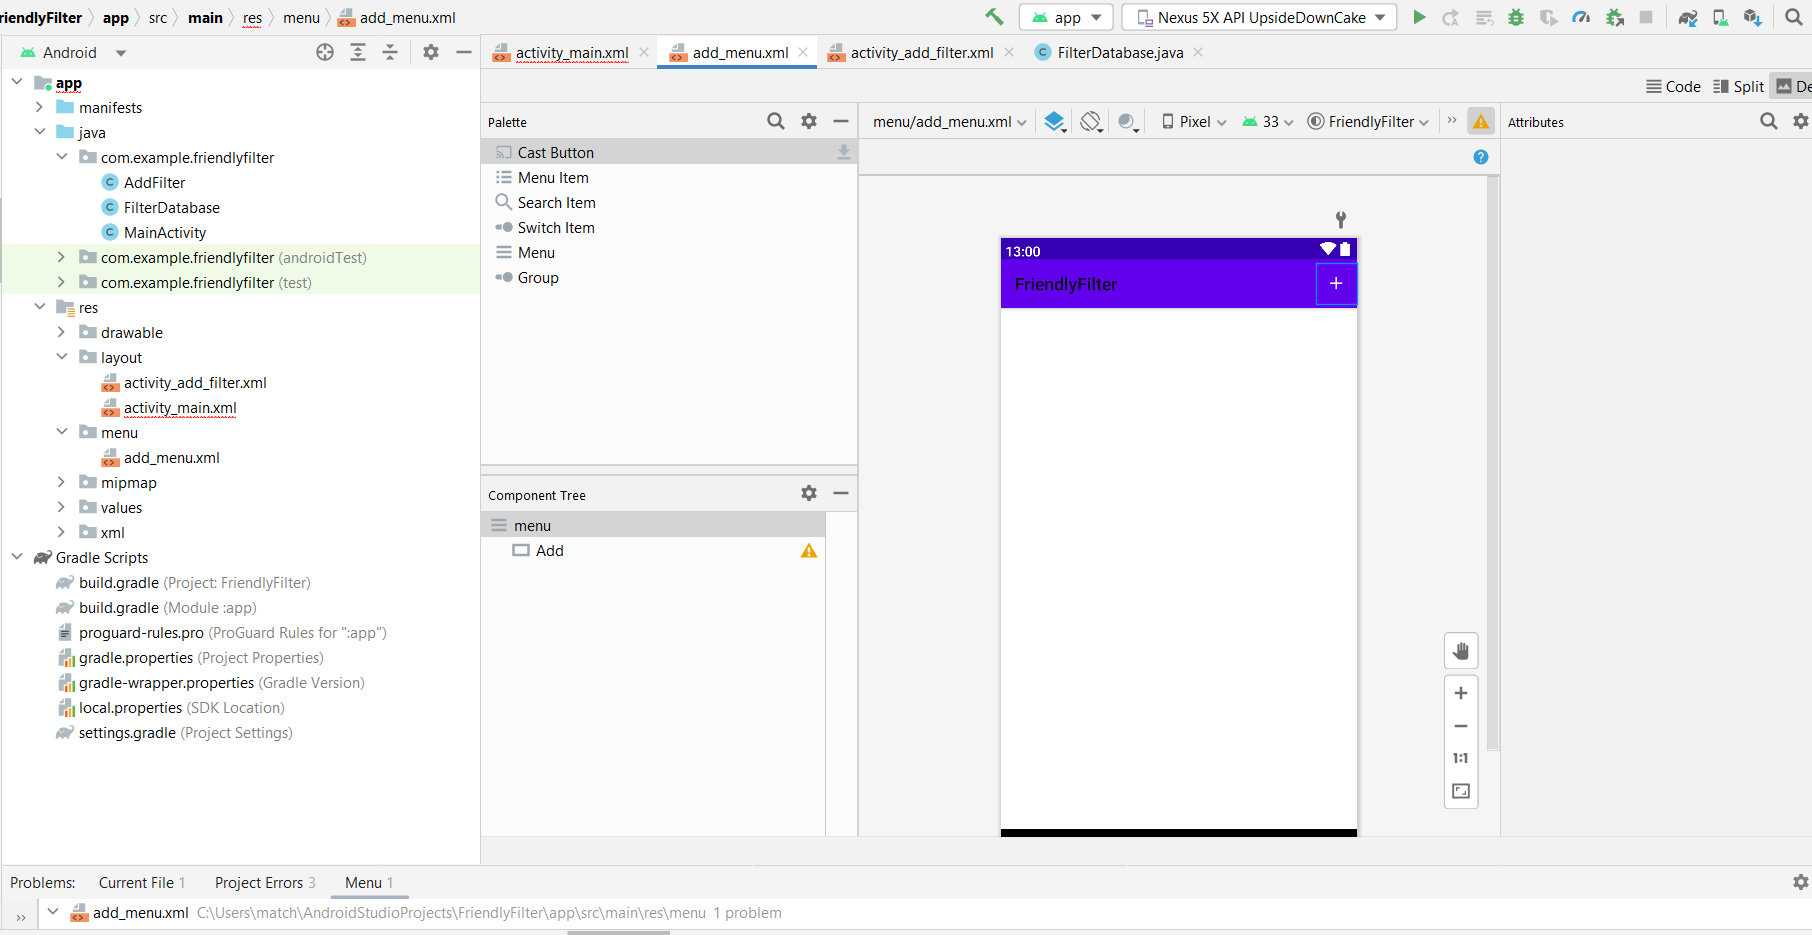 riendlyFilter app src main res menu add_menu.xml
app Nexus 5X API UpsideDownCake
Android
activity_main.xml add_menu.xml activity_add_filter.xml FilterDatabase.java
Code Split De
app
manifests
java
com.example.friendlyfilter
AddFilter
FilterDatabase
MainActivity
com.example.friendlyfilter (androidTest)
com.example.friendlyfilter (test)
res
drawable
layout
activity_add_filter.xml
activity_main.xml
menu
add_menu.xml
mipmap
values
xml
Gradle Scripts
build.gradle (Project: FriendlyFilter)
build.gradle (Module :app)
proguard-rules.pro (ProGuard Rules for ":app")
gradle.properties (Project Properties)
gradle-wrapper.properties (Gradle Version)
local.properties (SDK Location)
settings.gradle (Project Settings)
Palette
Cast Button
Menu Item
Search Item
Switch Item
Menu
Group
Component Tree
menu
Add
menu/add_menu.xml Pixel 33 FriendlyFilter
Attributes
13:00
FriendlyFilter
1:1
Problems: Current File 1 Project Errors 3 Menu 1
add_menu.xml C:\Users\match\AndroidStudioProjects\FriendlyFilter\app\src\main\res\menu 1 problem